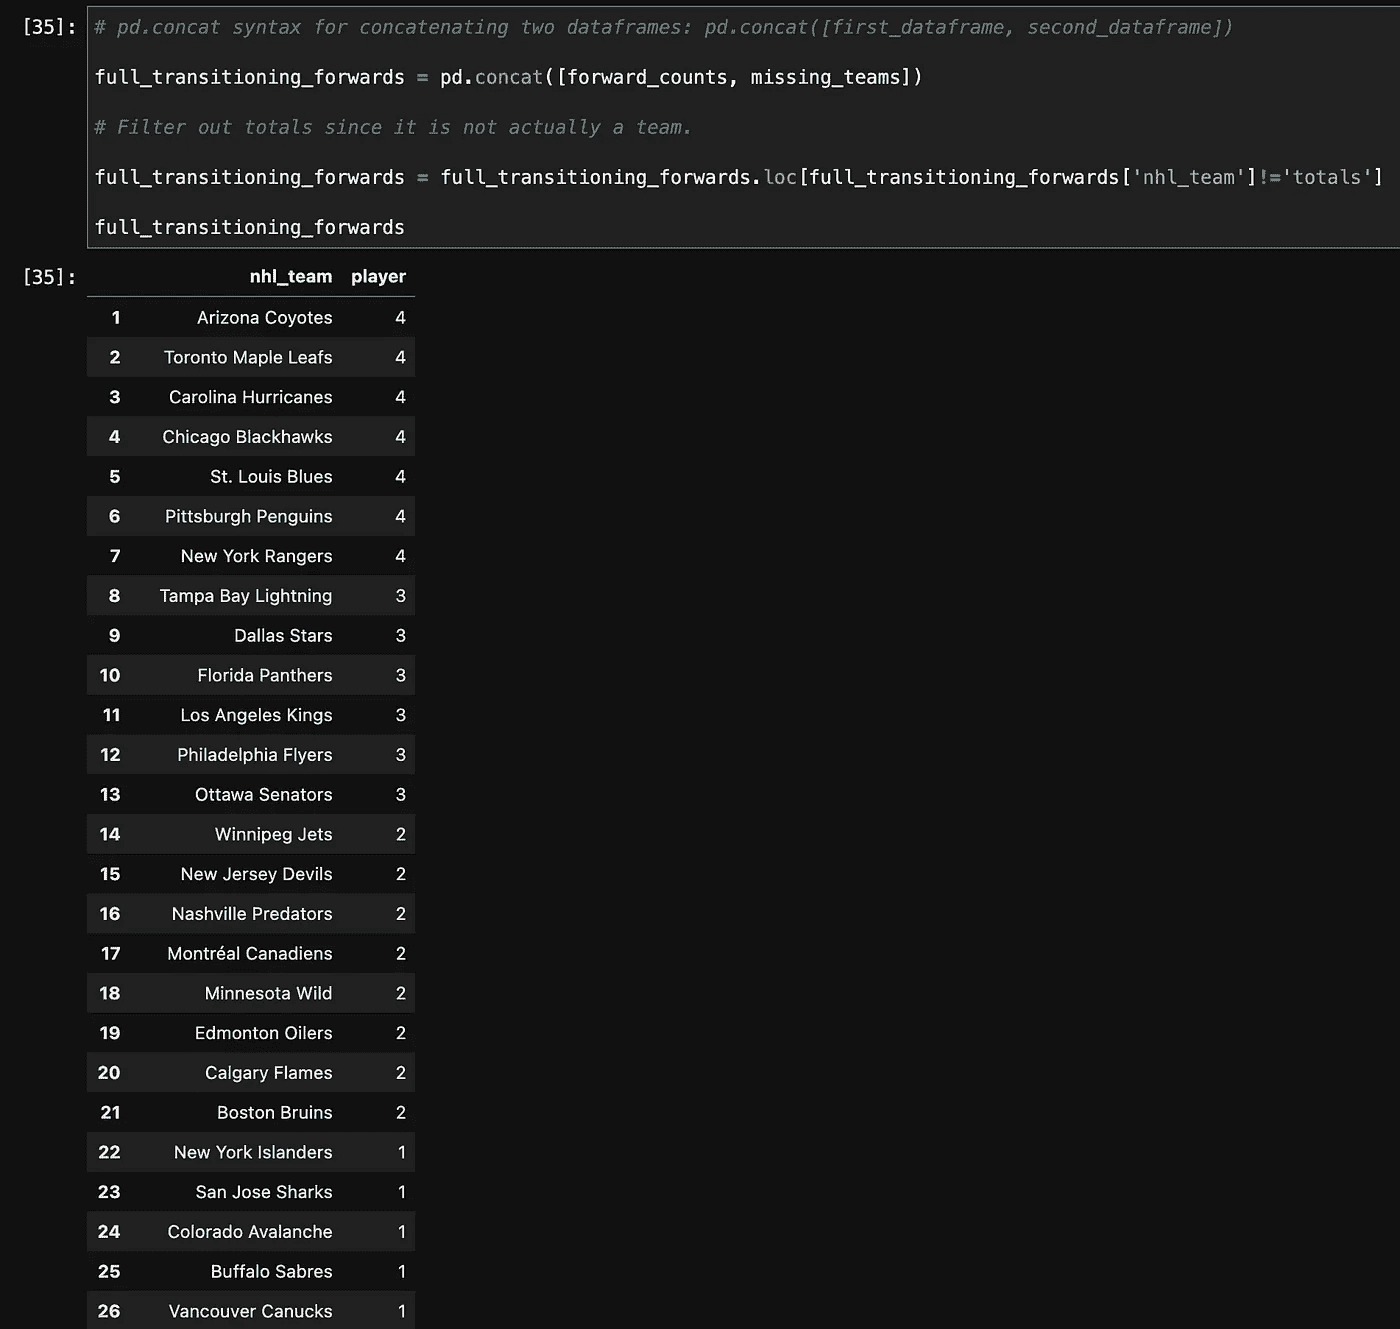 [35]: # pd.concat syntax for concatenating two dataframes: pd.concat([first_dataframe, second_dataframe])
full_transitioning_forwards = pd.concat([forward_counts, missing_teams])
# Filter out totals since it is not actually a team.
full_transitioning_forwards = full_transitioning_forwards.loc[full_transitioning_forwards['nhl_team']!='totals']
full_transitioning_forwards
[35]: nhl_team player
1 Arizona Coyotes 4
2 Toronto Maple Leafs 4
3 Carolina Hurricanes 4
4 Chicago Blackhawks 4
5 St. Louis Blues 4
6 Pittsburgh Penguins 4
7 New York Rangers 4
8 Tampa Bay Lightning 3
9 Dallas Stars 3
10 Florida Panthers 3
11 Los Angeles Kings 3
12 Philadelphia Flyers 3
13 Ottawa Senators 3
14 Winnipeg Jets 2
15 New Jersey Devils 2
16 Nashville Predators 2
17 Montréal Canadiens 2
18 Minnesota Wild 2
19 Edmonton Oilers 2
20 Calgary Flames 2
21 Boston Bruins 2
22 New York Islanders 1
23 San Jose Sharks 1
24 Colorado Avalanche 1
25 Buffalo Sabres 1
26 Vancouver Canucks 1